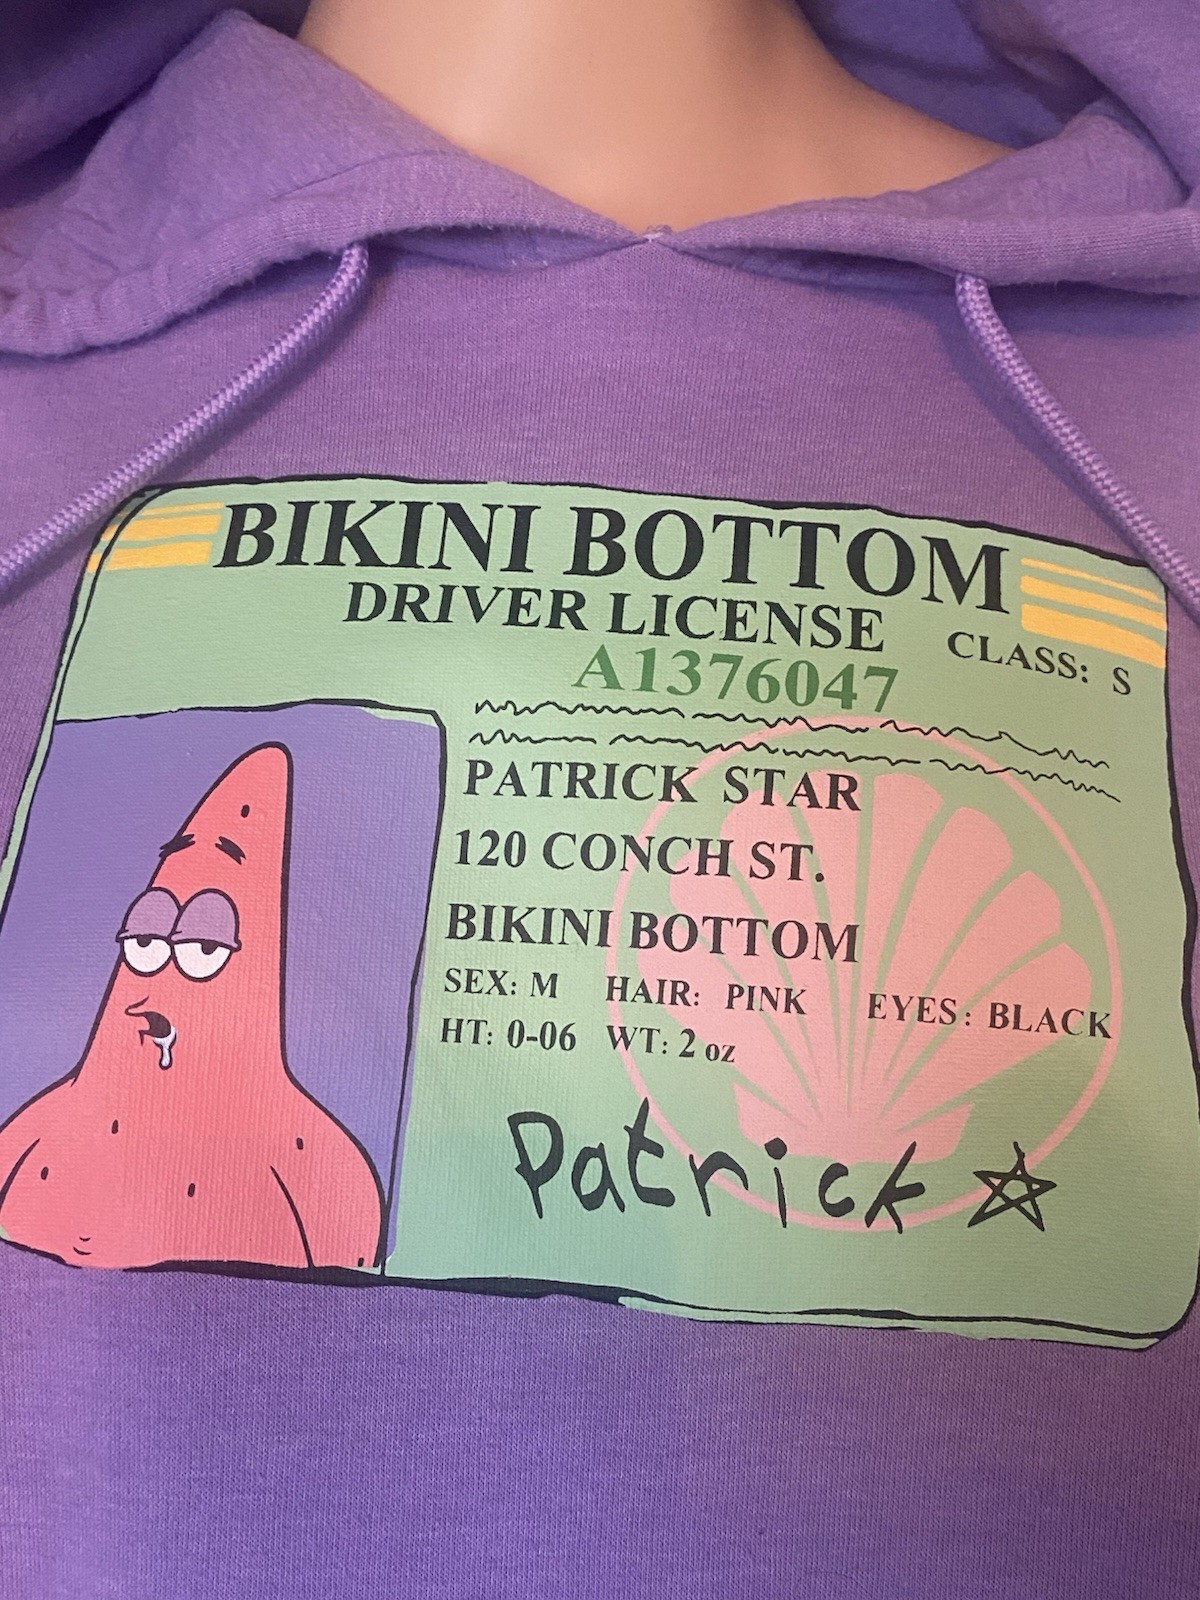 BIKINI BOTTOM
DRIVER LICENSE
CLASS: S
A1376047
PATRICK STAR
120 CONCH ST.
BIKINI BOTTOM
SEX: M HAIR: PINK EYES: BLACK
HT: 0-06 WT: 2 oz
Patrick